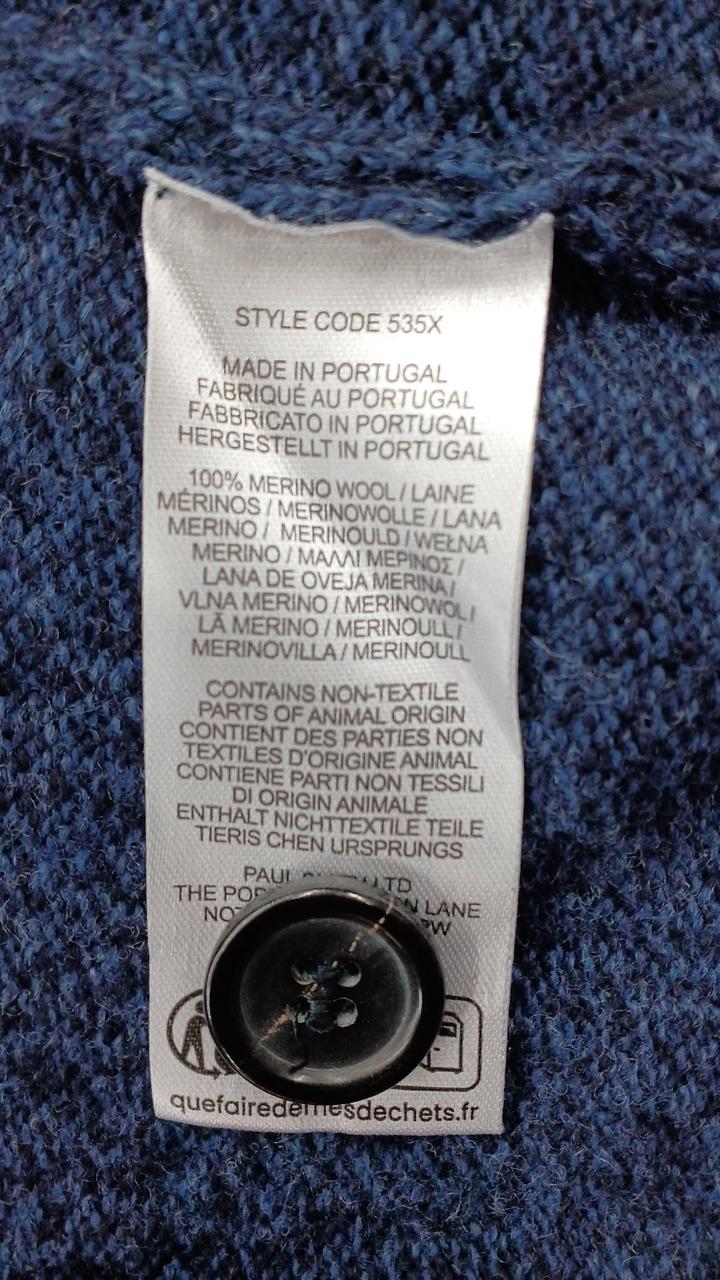 STYLE CODE 535X
MADE IN PORTUGAL
FABRIQUÉ AU PORTUGAL
FABBRICATO IN PORTUGAL
HERGESTELLT IN PORTUGAL
100% MERINO WOOL / LAINE
MÉRINOS / MERINOWOLLE / LANA
MERINO / MERINOULD / WEŁNA
MERINO / ΜΑΛΛΙ ΜΕΡΙΝΟΣ /
LANA DE OVEJA MERINA /
VLNA MERINO / MERINOWOL /
LÃ MERINO / MERINOULL /
MERINOVILLA / MERINOULL
CONTAINS NON-TEXTILE
PARTS OF ANIMAL ORIGIN
CONTIENT DES PARTIES NON
TEXTILES D'ORIGINE ANIMAL
CONTIENE PARTI NON TESSILI
DI ORIGIN ANIMALE
ENTHALT NICHTTEXTILE TEILE
TIERIS CHEN URSPRUNGS
PAUL LTD
THE LANE
quefairedemesdechets.fr